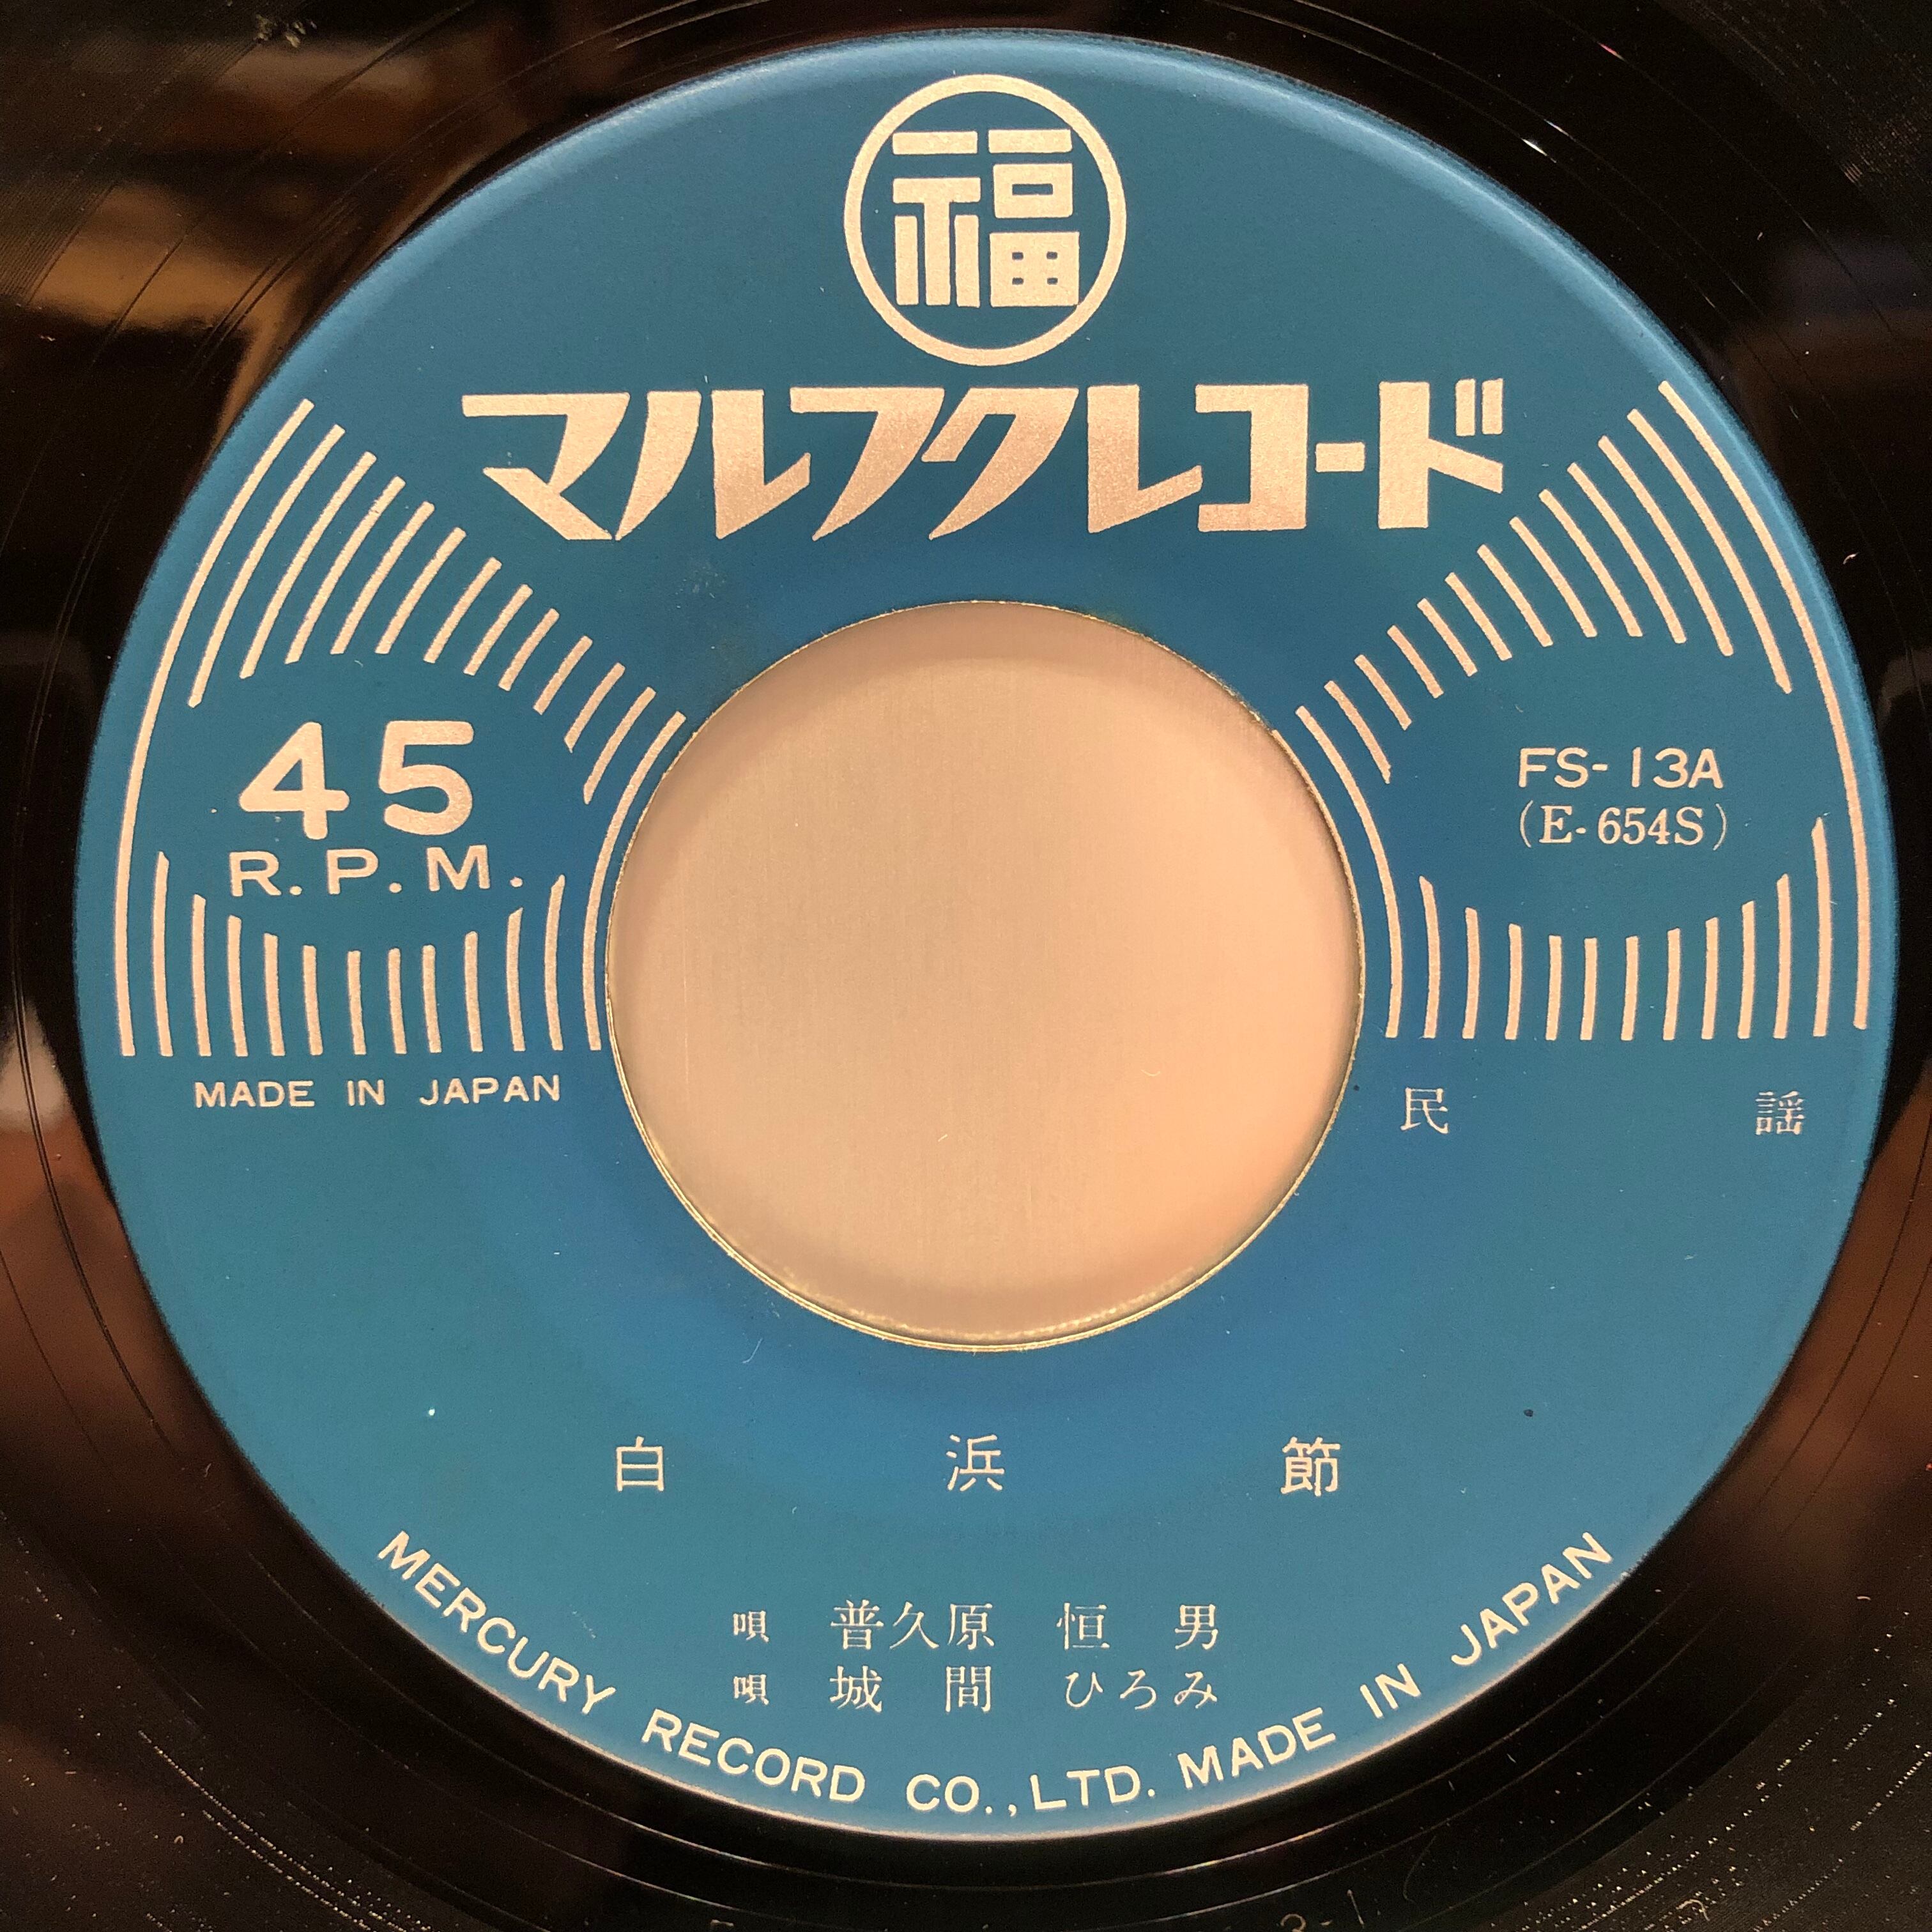 福
マルフクレコード
45
R.P.M.
FS-13A
(E-654S)
MADE IN JAPAN
民謡
白浜節
唄 普久原 恒男
唄 城間 ひろみ
MERCURY RECORD CO., LTD. MADE IN JAPAN